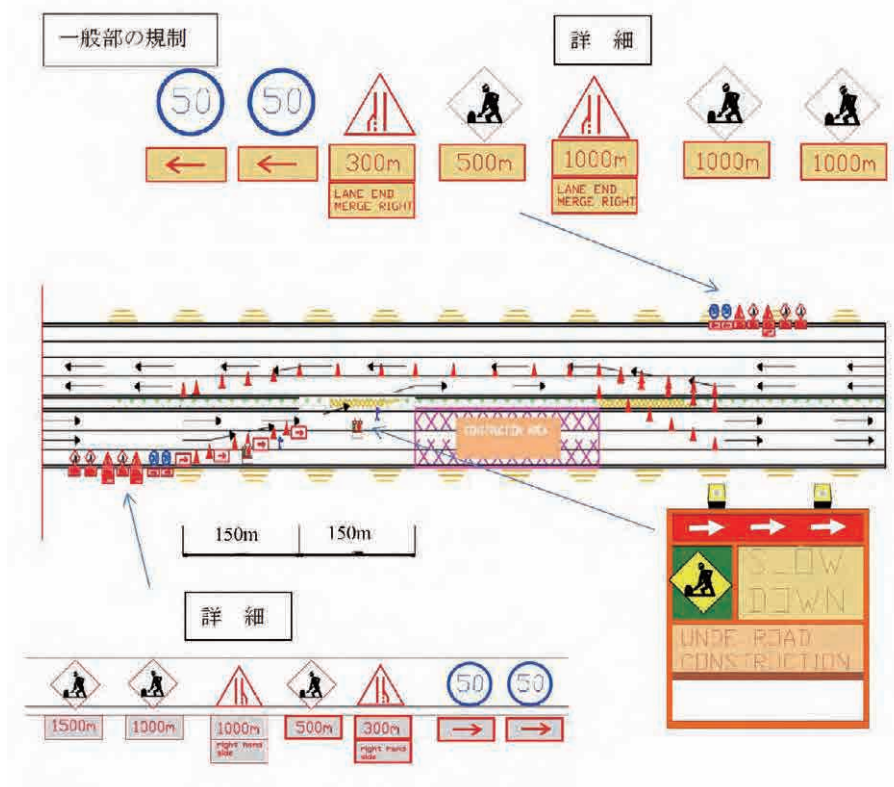 一般部の規制
詳 細
50
50
300m
LANE END
MERGE RIGHT
500m
1000m
LANE END
MERGE RIGHT
1000m
1000m
CONSTRUCTION AREA
150m
150m
SLOW
DOWN
UNDE ROAD
CONSTRUCTION
詳 細
1500m
1000m
1000m
right hand
side
500m
300m
right hand
side
50
50